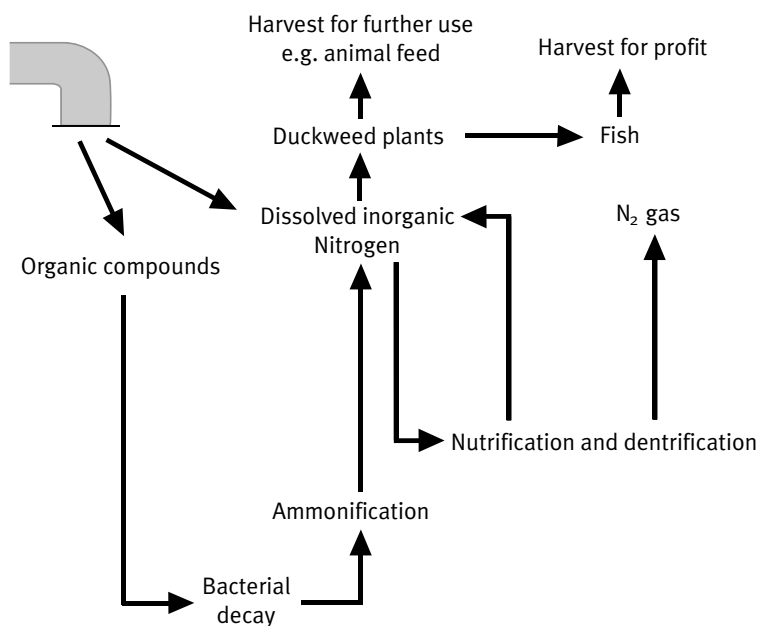 Harvest for further use
e.g. animal feed
Harvest for profit
Duckweed plants
Fish
Dissolved inorganic
Nitrogen
N₂ gas
Organic compounds
Nutrification and dentrification
Ammonification
Bacterial
decay